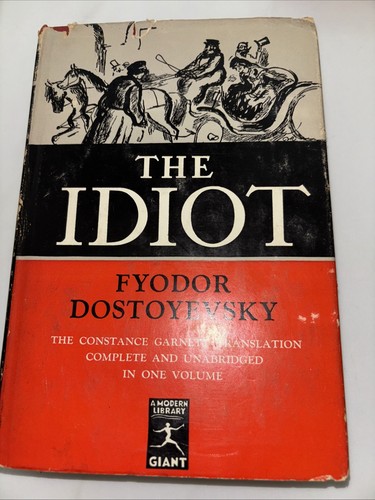 THE
IDIOT
FYODOR
DOSTOYEVSKY
THE CONSTANCE GARNETT TRANSLATION
COMPLETE AND UNABRIDGED
IN ONE VOLUME
A MODERN
LIBRARY
GIANT